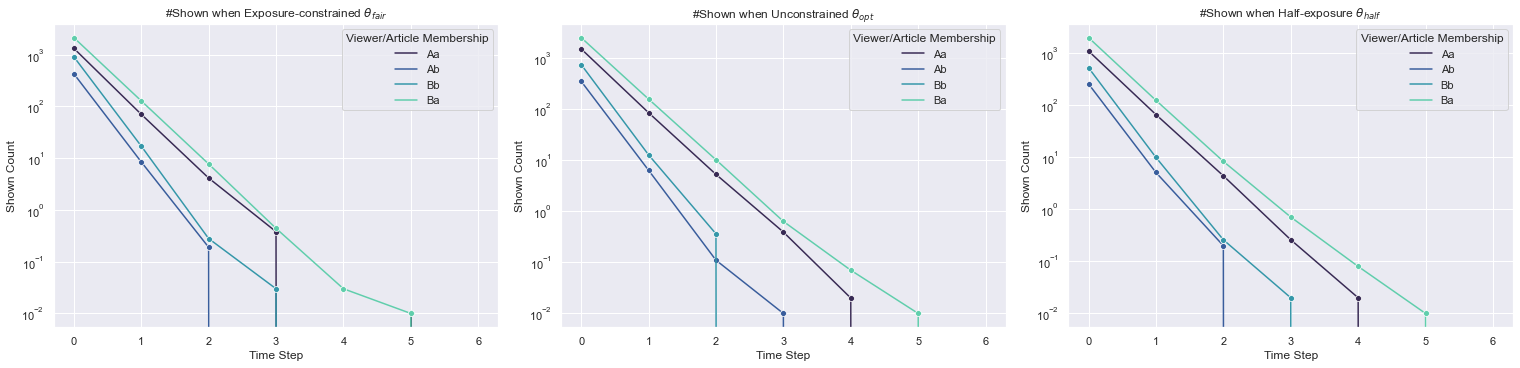 #Shown when Exposure-constrained θ_fair
Viewer/Article Membership
Aa
Ab
Bb
Ba
Shown Count
10^3
10^2
10^1
10^0
10^−1
10^−2
0 1 2 3 4 5 6
Time Step
#Shown when Unconstrained θ_opt
Viewer/Article Membership
Aa
Ab
Bb
Ba
Shown Count
10^3
10^2
10^1
10^0
10^−1
10^−2
0 1 2 3 4 5 6
Time Step
#Shown when Half-exposure θ_half
Viewer/Article Membership
Aa
Ab
Bb
Ba
Shown Count
10^3
10^2
10^1
10^0
10^−1
10^−2
0 1 2 3 4 5 6
Time Step